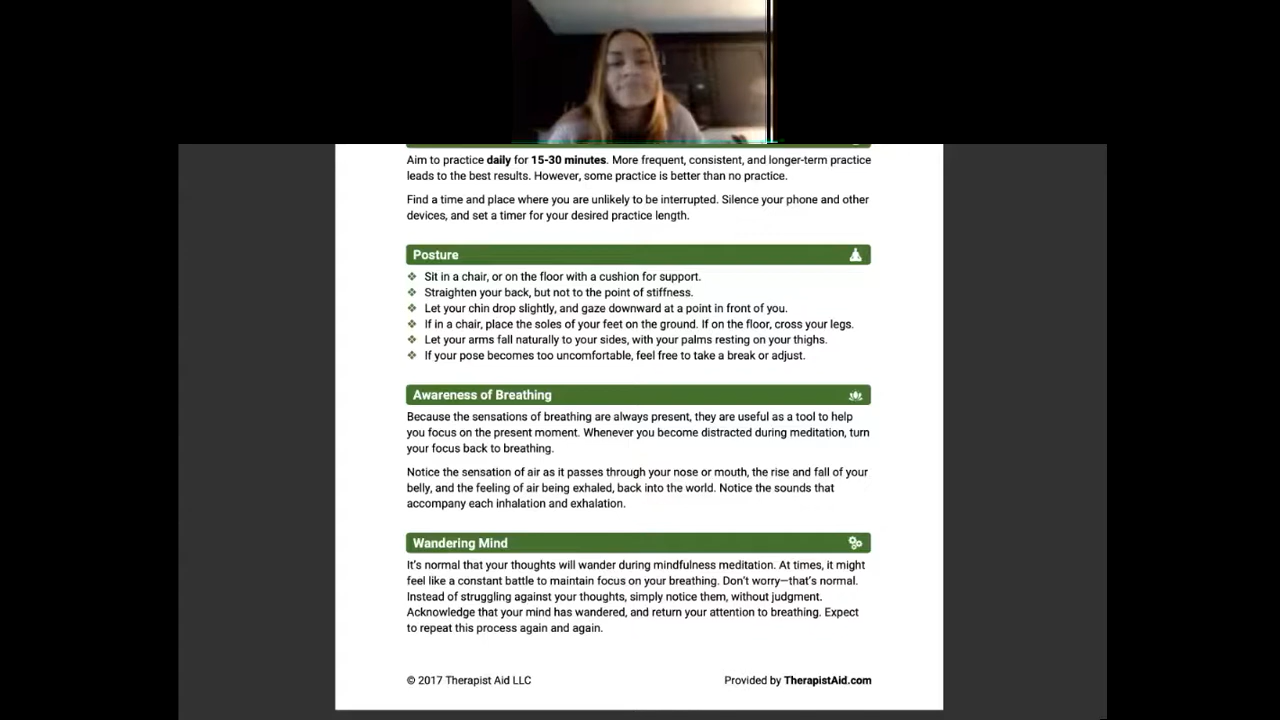 Aim to practice daily for 15-30 minutes. More frequent, consistent, and longer-term practice
leads to the best results. However, some practice is better than no practice.
Find a time and place where you are unlikely to be interrupted. Silence your phone and other
devices, and set a timer for your desired practice length.
Posture
❖ Sit in a chair, or on the floor with a cushion for support.
❖ Straighten your back, but not to the point of stiffness.
❖ Let your chin drop slightly, and gaze downward at a point in front of you.
❖ If in a chair, place the soles of your feet on the ground. If on the floor, cross your legs.
❖ Let your arms fall naturally to your sides, with your palms resting on your thighs.
❖ If your pose becomes too uncomfortable, feel free to take a break or adjust.
Awareness of Breathing
Because the sensations of breathing are always present, they are useful as a tool to help
you focus on the present moment. Whenever you become distracted during meditation, turn
your focus back to breathing.
Notice the sensation of air as it passes through your nose or mouth, the rise and fall of your
belly, and the feeling of air being exhaled, back into the world. Notice the sounds that
accompany each inhalation and exhalation.
Wandering Mind
It's normal that your thoughts will wander during mindfulness meditation. At times, it might
feel like a constant battle to maintain focus on your breathing. Don't worry—that's normal.
Instead of struggling against your thoughts, simply notice them, without judgment.
Acknowledge that your mind has wandered, and return your attention to breathing. Expect
to repeat this process again and again.
© 2017 Therapist Aid LLC
Provided by TherapistAid.com